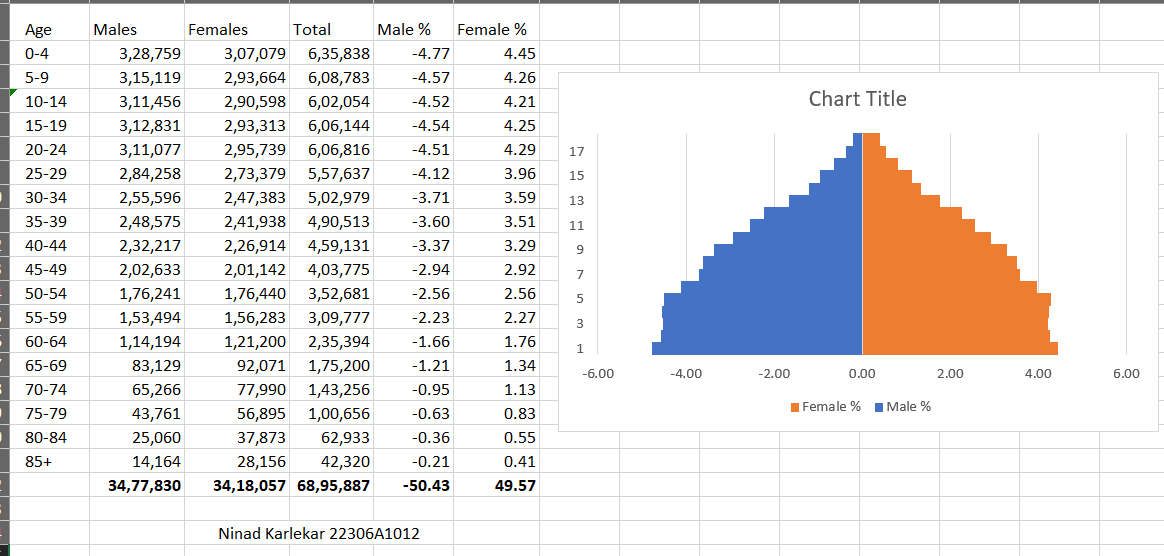 Age Males Females Total Male % Female %
0-4 3,28,759 3,07,079 6,35,838 -4.77 4.45
5-9 3,15,119 2,93,664 6,08,783 -4.57 4.26
10-14 3,11,456 2,90,598 6,02,054 -4.52 4.21
15-19 3,12,831 2,93,313 6,06,144 -4.54 4.25
20-24 3,11,077 2,95,739 6,06,816 -4.51 4.29
25-29 2,84,258 2,73,379 5,57,637 -4.12 3.96
30-34 2,55,596 2,47,383 5,02,979 -3.71 3.59
35-39 2,48,575 2,41,938 4,90,513 -3.60 3.51
40-44 2,32,217 2,26,914 4,59,131 -3.37 3.29
45-49 2,02,633 2,01,142 4,03,775 -2.94 2.92
50-54 1,76,241 1,76,440 3,52,681 -2.56 2.56
55-59 1,53,494 1,56,283 3,09,777 -2.23 2.27
60-64 1,14,194 1,21,200 2,35,394 -1.66 1.76
65-69 83,129 92,071 1,75,200 -1.21 1.34
70-74 65,266 77,990 1,43,256 -0.95 1.13
75-79 43,761 56,895 1,00,656 -0.63 0.83
80-84 25,060 37,873 62,933 -0.36 0.55
85+ 14,164 28,156 42,320 -0.21 0.41
34,77,830 34,18,057 68,95,887 -50.43 49.57
Ninad Karlekar 22306A1012
Chart Title
17
15
13
11
9
7
5
3
1
-6.00 -4.00 -2.00 0.00 2.00 4.00 6.00
Female % Male %